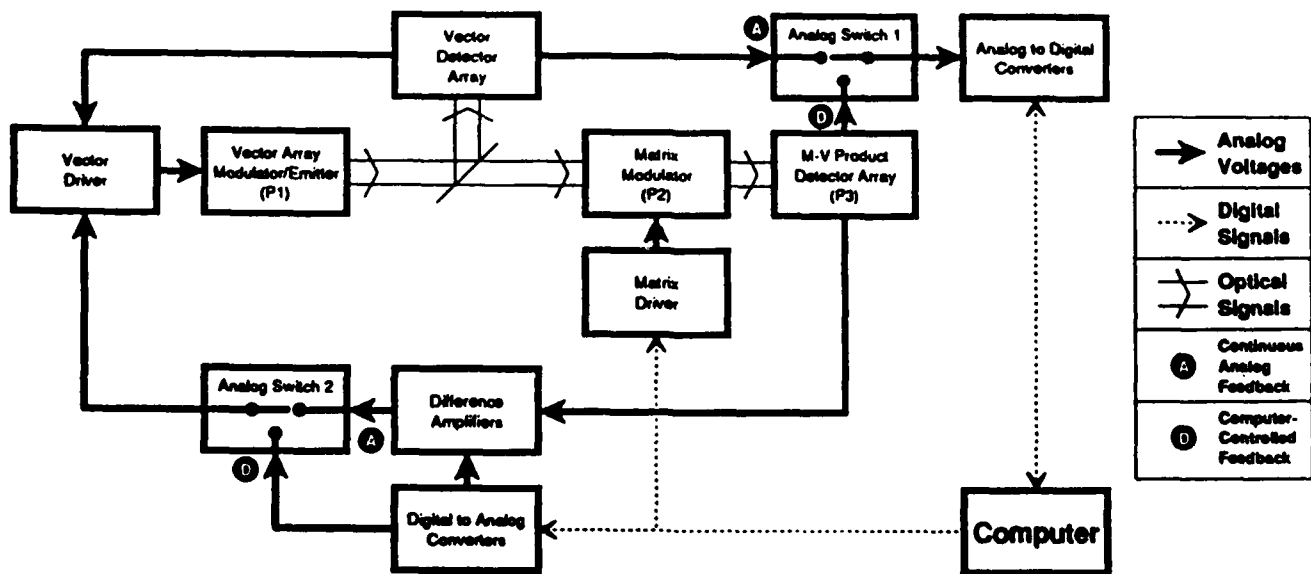 Vector
Detector
Array
A
Analog Switch 1
Analog to Digital
Converters
D
Vector
Driver
Vector Array
Modulator/Emitter
(P1)
Matrix
Modulator
(P2)
M-V Product
Detector Array
(P3)
Matrix
Driver
Analog Switch 2
A
D
Difference
Amplifiers
Digital to Analog
Converters
Computer
Analog
Voltages
Digital
Signals
Optical
Signals
A
Continuous
Analog
Feedback
D
Computer-
Controlled
Feedback